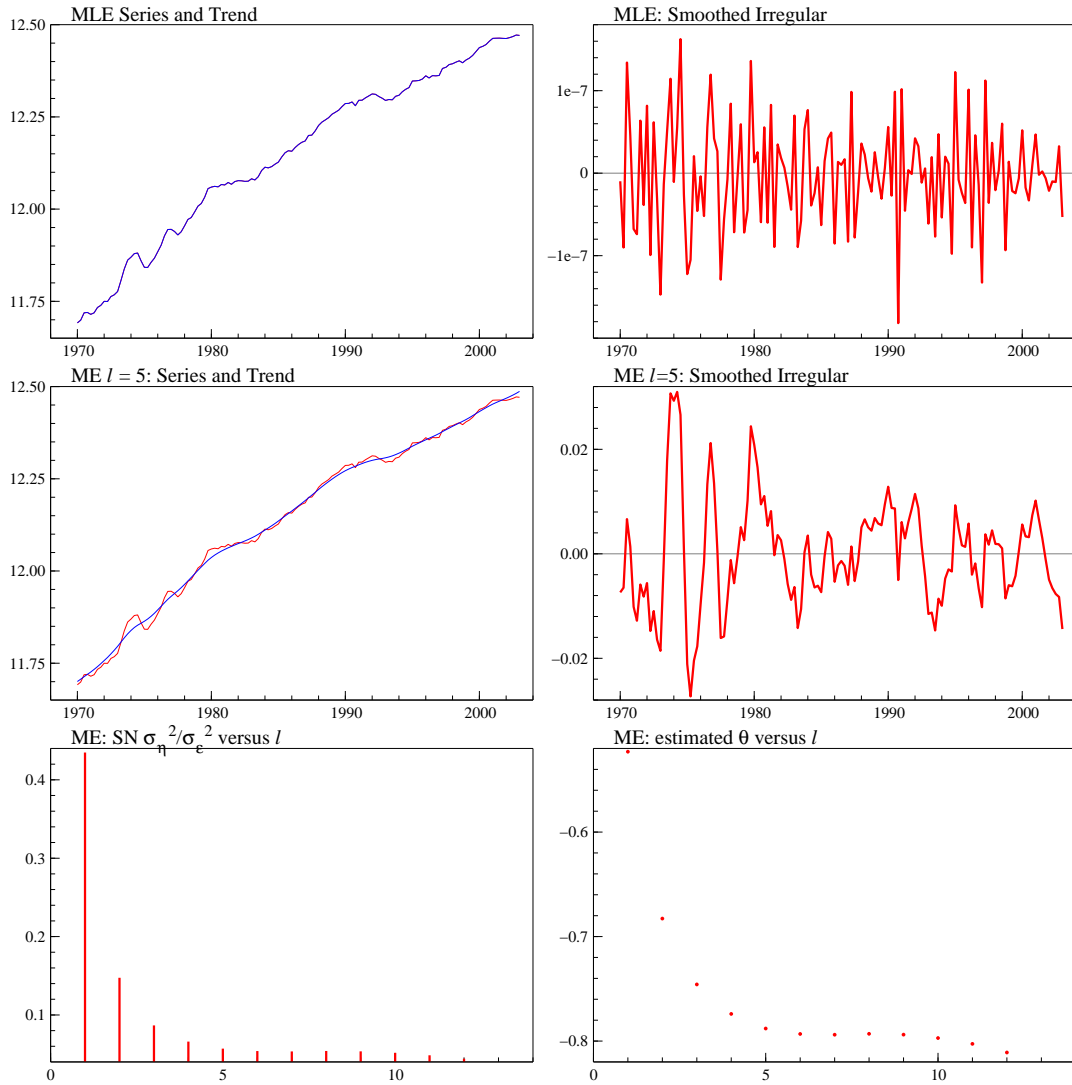 MLE Series and Trend
12.50
12.25
12.00
11.75
1970 1980 1990 2000
MLE: Smoothed Irregular
1e−7
0
−1e−7
1970 1980 1990 2000
ME l = 5: Series and Trend
12.50
12.25
12.00
11.75
1970 1980 1990 2000
ME l=5: Smoothed Irregular
0.02
0.00
−0.02
1970 1980 1990 2000
ME: SN σ_η²/σ_ε² versus l
0.4
0.3
0.2
0.1
0 5 10
ME: estimated θ versus l
−0.6
−0.7
−0.8
0 5 10